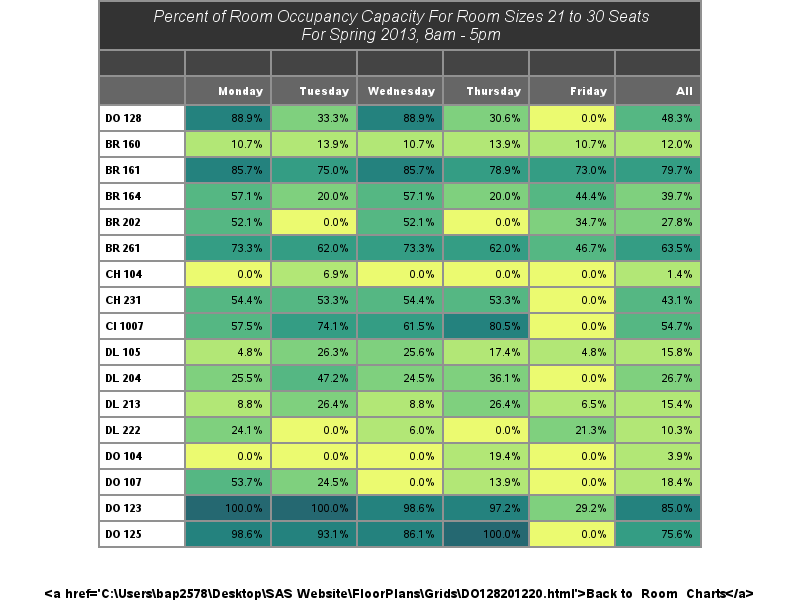 Percent of Room Occupancy Capacity For Room Sizes 21 to 30 Seats
For Spring 2013, 8am - 5pm
Monday Tuesday Wednesday Thursday Friday All
DO 128 88.9% 33.3% 88.9% 30.6% 0.0% 48.3%
BR 160 10.7% 13.9% 10.7% 13.9% 10.7% 12.0%
BR 161 85.7% 75.0% 85.7% 78.9% 73.0% 79.7%
BR 164 57.1% 20.0% 57.1% 20.0% 44.4% 39.7%
BR 202 52.1% 0.0% 52.1% 0.0% 34.7% 27.8%
BR 261 73.3% 62.0% 73.3% 62.0% 46.7% 63.5%
CH 104 0.0% 6.9% 0.0% 0.0% 0.0% 1.4%
CH 231 54.4% 53.3% 54.4% 53.3% 0.0% 43.1%
CI 1007 57.5% 74.1% 61.5% 80.5% 0.0% 54.7%
DL 105 4.8% 26.3% 25.6% 17.4% 4.8% 15.8%
DL 204 25.5% 47.2% 24.5% 36.1% 0.0% 26.7%
DL 213 8.8% 26.4% 8.8% 26.4% 6.5% 15.4%
DL 222 24.1% 0.0% 6.0% 0.0% 21.3% 10.3%
DO 104 0.0% 0.0% 0.0% 19.4% 0.0% 3.9%
DO 107 53.7% 24.5% 0.0% 13.9% 0.0% 18.4%
DO 123 100.0% 100.0% 98.6% 97.2% 29.2% 85.0%
DO 125 98.6% 93.1% 86.1% 100.0% 0.0% 75.6%
<a href='C:\Users\bap2578\Desktop\SAS Website\FloorPlans\Grids\DO128201220.html'>Back to Room Charts</a>